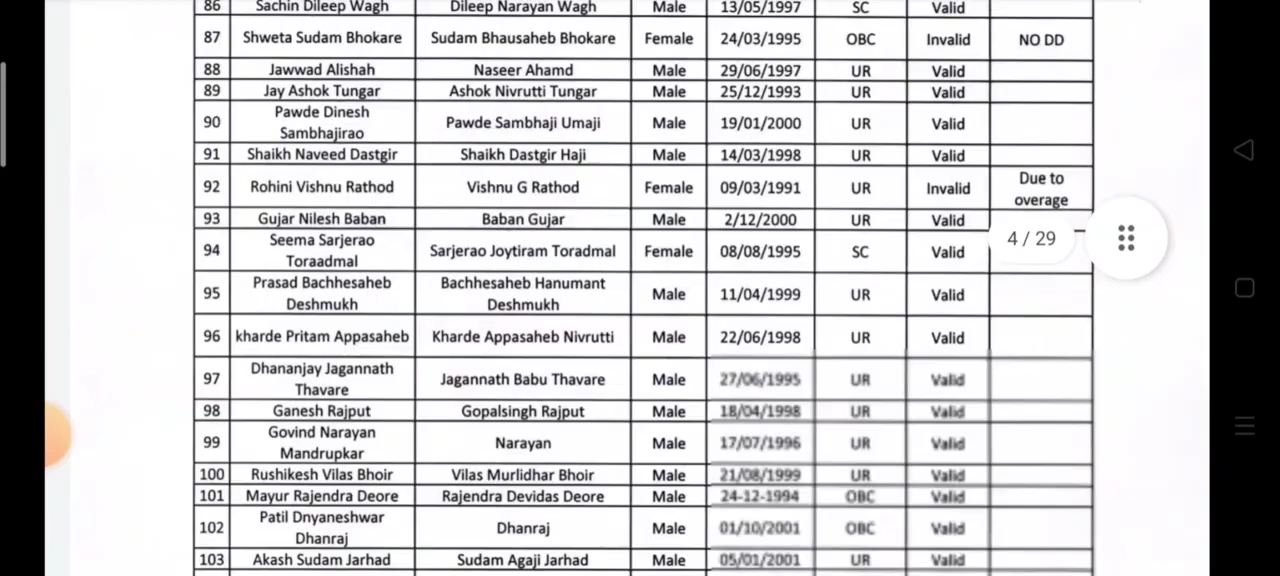 86 Sachin Dileep Wagh Dileep Narayan Wagh Male 13/05/1997 SC Valid
87 Shweta Sudam Bhokare Sudam Bhausaheb Bhokare Female 24/03/1995 OBC Invalid NO DD
88 Jawwad Alishah Naseer Ahamd Male 29/06/1997 UR Valid
89 Jay Ashok Tungar Ashok Nivrutti Tungar Male 25/12/1993 UR Valid
90 Pawde Dinesh
Sambhajirao Pawde Sambhaji Umaji Male 19/01/2000 UR Valid
91 Shaikh Naveed Dastgir Shaikh Dastgir Haji Male 14/03/1998 UR Valid
92 Rohini Vishnu Rathod Vishnu G Rathod Female 09/03/1991 UR Invalid Due to
overage
93 Gujar Nilesh Baban Baban Gujar Male 2/12/2000 UR Valid
4 / 29
94 Seema Sarjerao
Toraadmal Sarjerao Joytiram Toradmal Female 08/08/1995 SC Valid
95 Prasad Bachhesaheb
Deshmukh Bachhesaheb Hanumant
Deshmukh Male 11/04/1999 UR Valid
96 kharde Pritam Appasaheb Kharde Appasaheb Nivrutti Male 22/06/1998 UR Valid
97 Dhananjay Jagannath
Thavare Jagannath Babu Thavare Male 27/06/1995 UR Valid
98 Ganesh Rajput Gopalsingh Rajput Male 18/04/1998 UR Valid
99 Govind Narayan
Mandrupkar Narayan Male 17/07/1996 UR Valid
100 Rushikesh Vilas Bhoir Vilas Murlidhar Bhoir Male 21/08/1999 UR Valid
101 Mayur Rajendra Deore Rajendra Devidas Deore Male 24-12-1994 OBC Valid
102 Patil Dnyaneshwar
Dhanraj Dhanraj Male 01/10/2001 OBC Valid
103 Akash Sudam Jarhad Sudam Agaji Jarhad Male 05/01/2001 UR Valid